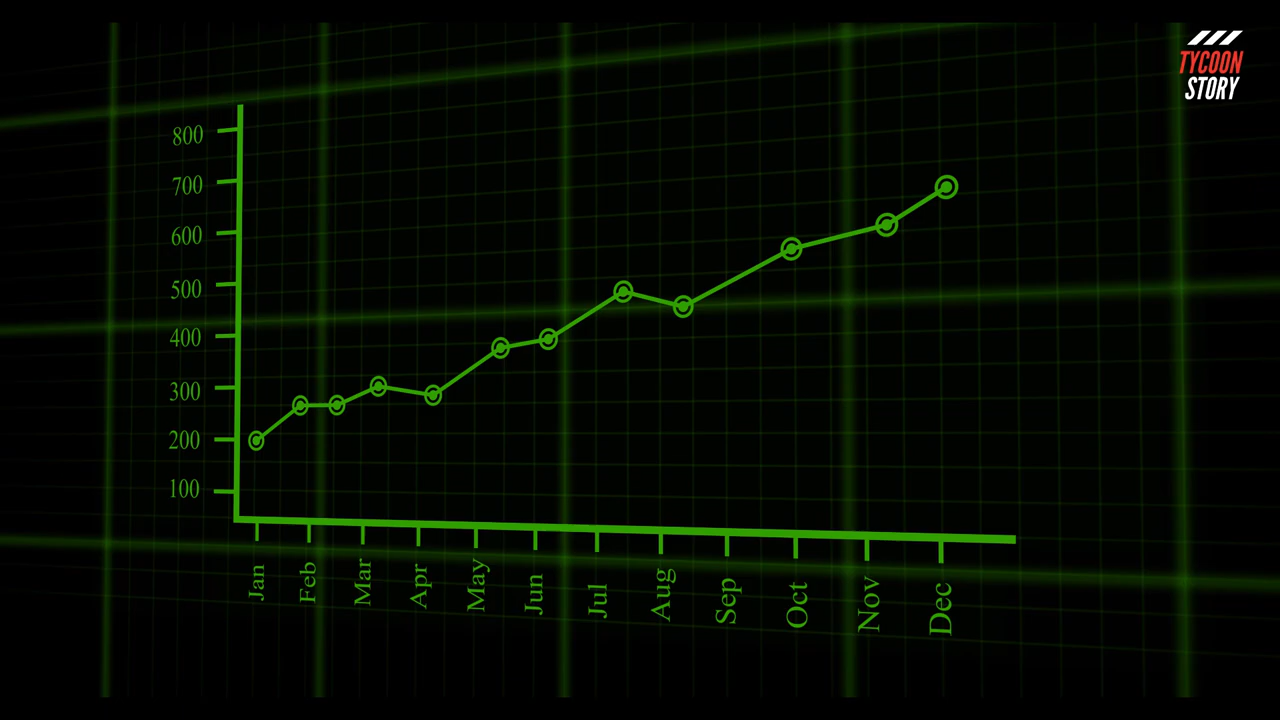 TYCOON
STORY
800
700
600
500
400
300
200
100
Jan
Feb
Mar
Apr
May
Jun
Jul
Aug
Sep
Oct
Nov
Dec